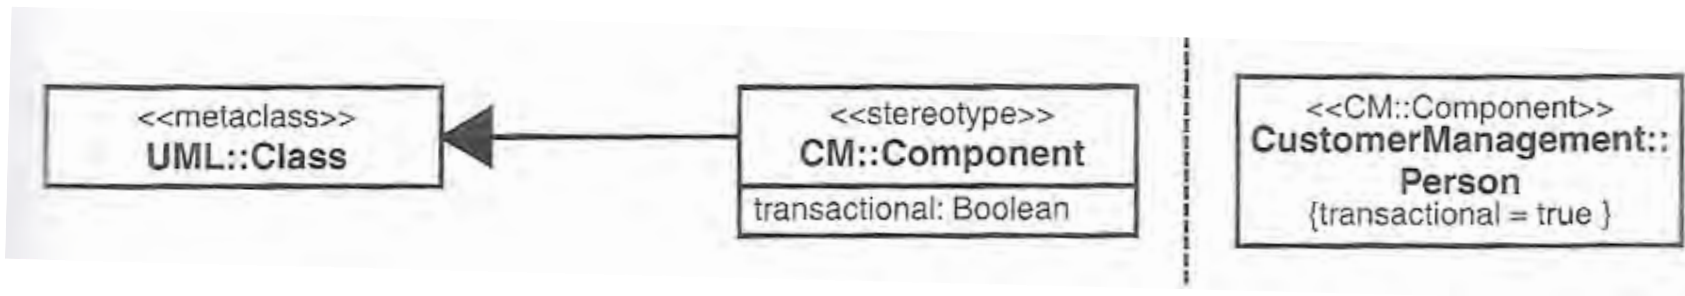 <<metaclass>>
UML::Class
<<stereotype>>
CM::Component
transactional: Boolean
<<CM::Component>>
CustomerManagement::
Person
{transactional = true }